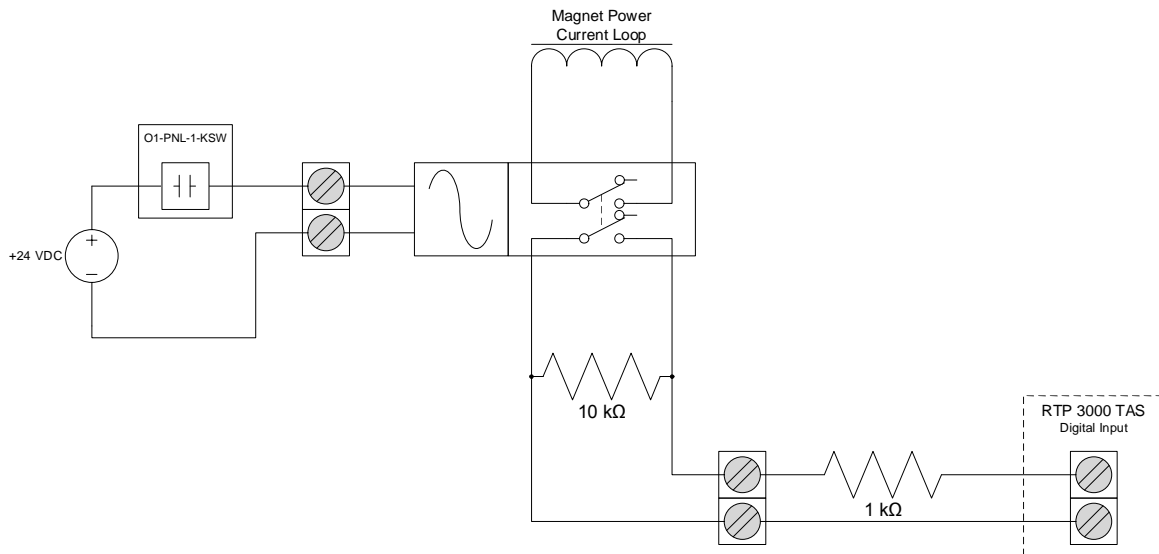 Magnet Power
Current Loop
O1-PNL-1-KSW
+24 VDC
+
−
10 kΩ
1 kΩ
RTP 3000 TAS
Digital Input